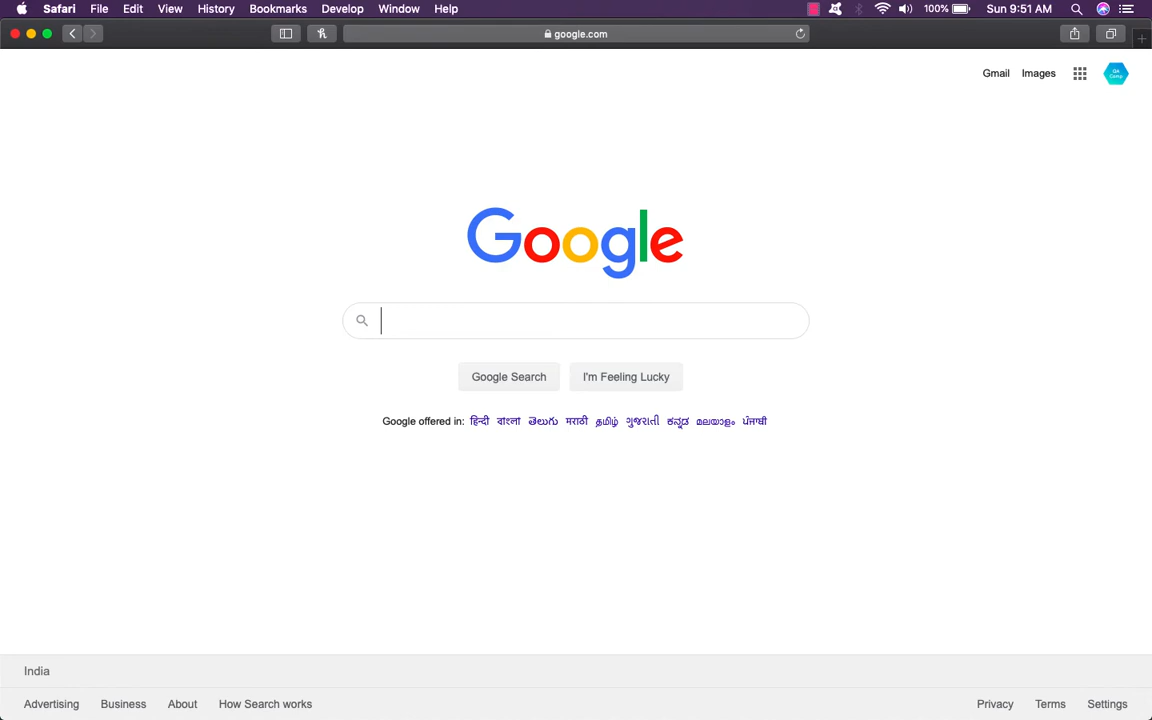 Safari File Edit View History Bookmarks Develop Window Help 100% Sun 9:51 AM
google.com
Gmail Images
QA Camp
Google
Google Search I'm Feeling Lucky
Google offered in: हिन्दी বাংলা తెలుగు मराठी தமிழ் ગુજરાતી ಕನ್ನಡ മലയാളം ਪੰਜਾਬੀ
India
Advertising Business About How Search works Privacy Terms Settings